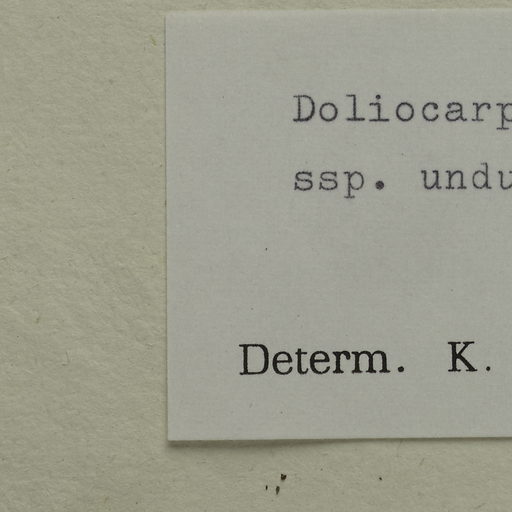 Doliocarp
ssp. undu
Determ. K.